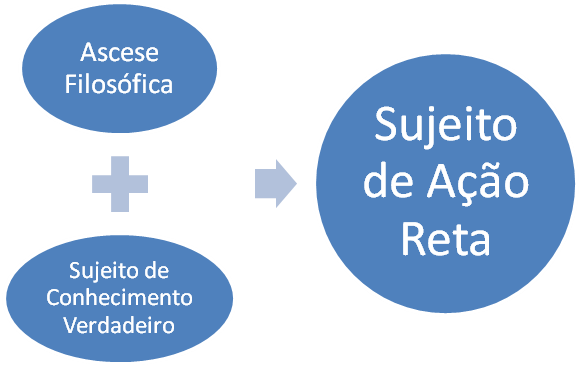 Ascese
Filosófica
Sujeito de
Conhecimento
Verdadeiro
Sujeito
de Ação
Reta